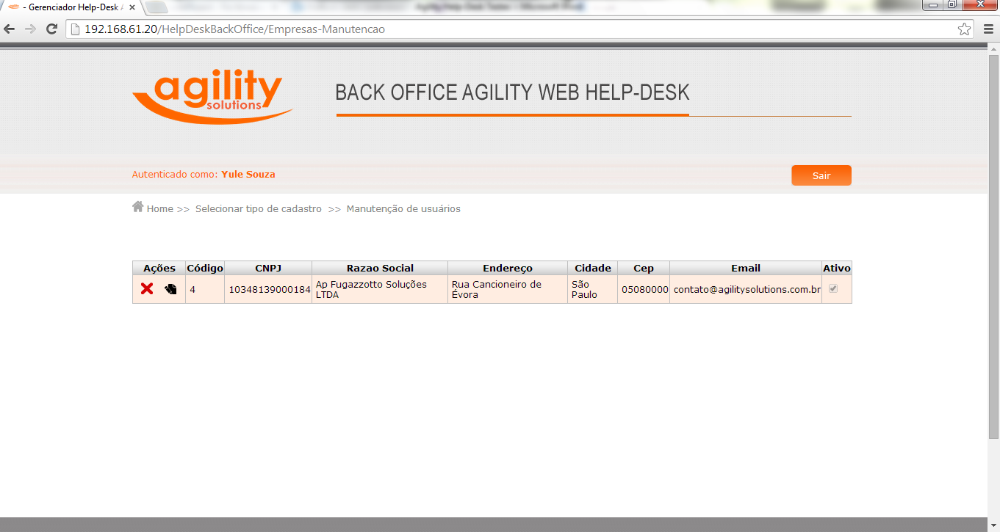 - Gerenciador Help-Desk A
192.168.61.20/HelpDeskBackOffice/Empresas-Manutencao
agility
solutions
BACK OFFICE AGILITY WEB HELP-DESK
Autenticado como: Yule Souza
Sair
Home >> Selecionar tipo de cadastro >> Manutenção de usuários
Ações Código CNPJ Razao Social Endereço Cidade Cep Email Ativo
4 10348139000184 Ap Fugazzotto Soluções LTDA Rua Cancioneiro de Évora São Paulo 05080000 contato@agilitysolutions.com.br